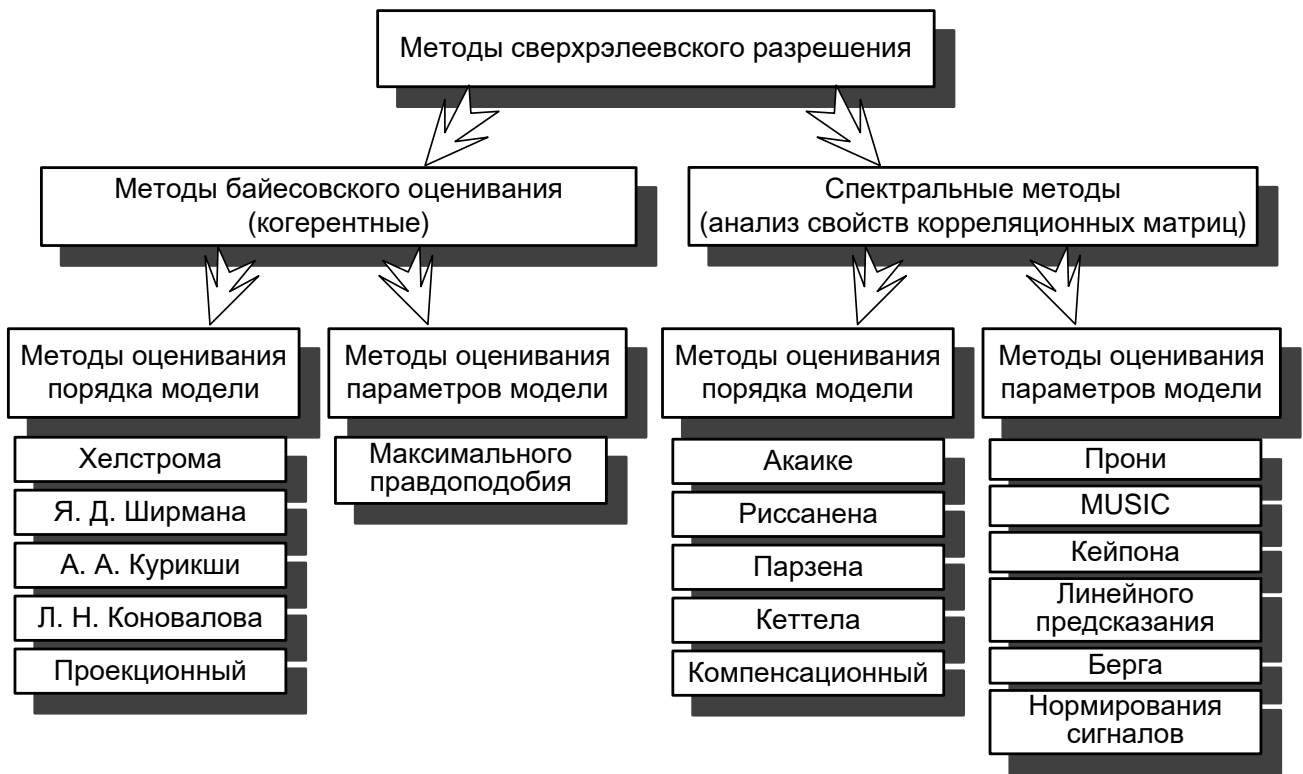 Методы сверхрэлеевского разрешения
Методы байесовского оценивания
(когерентные)
Спектральные методы
(анализ свойств корреляционных матриц)
Методы оценивания
порядка модели
Методы оценивания
параметров модели
Методы оценивания
порядка модели
Методы оценивания
параметров модели
Хелстрома
Я. Д. Ширмана
А. А. Курикши
Л. Н. Коновалова
Проекционный
Максимального
правдоподобия
Акаике
Риссанена
Парзена
Кеттела
Компенсационный
Прони
MUSIC
Кейпона
Линейного
предсказания
Берга
Нормирования
сигналов